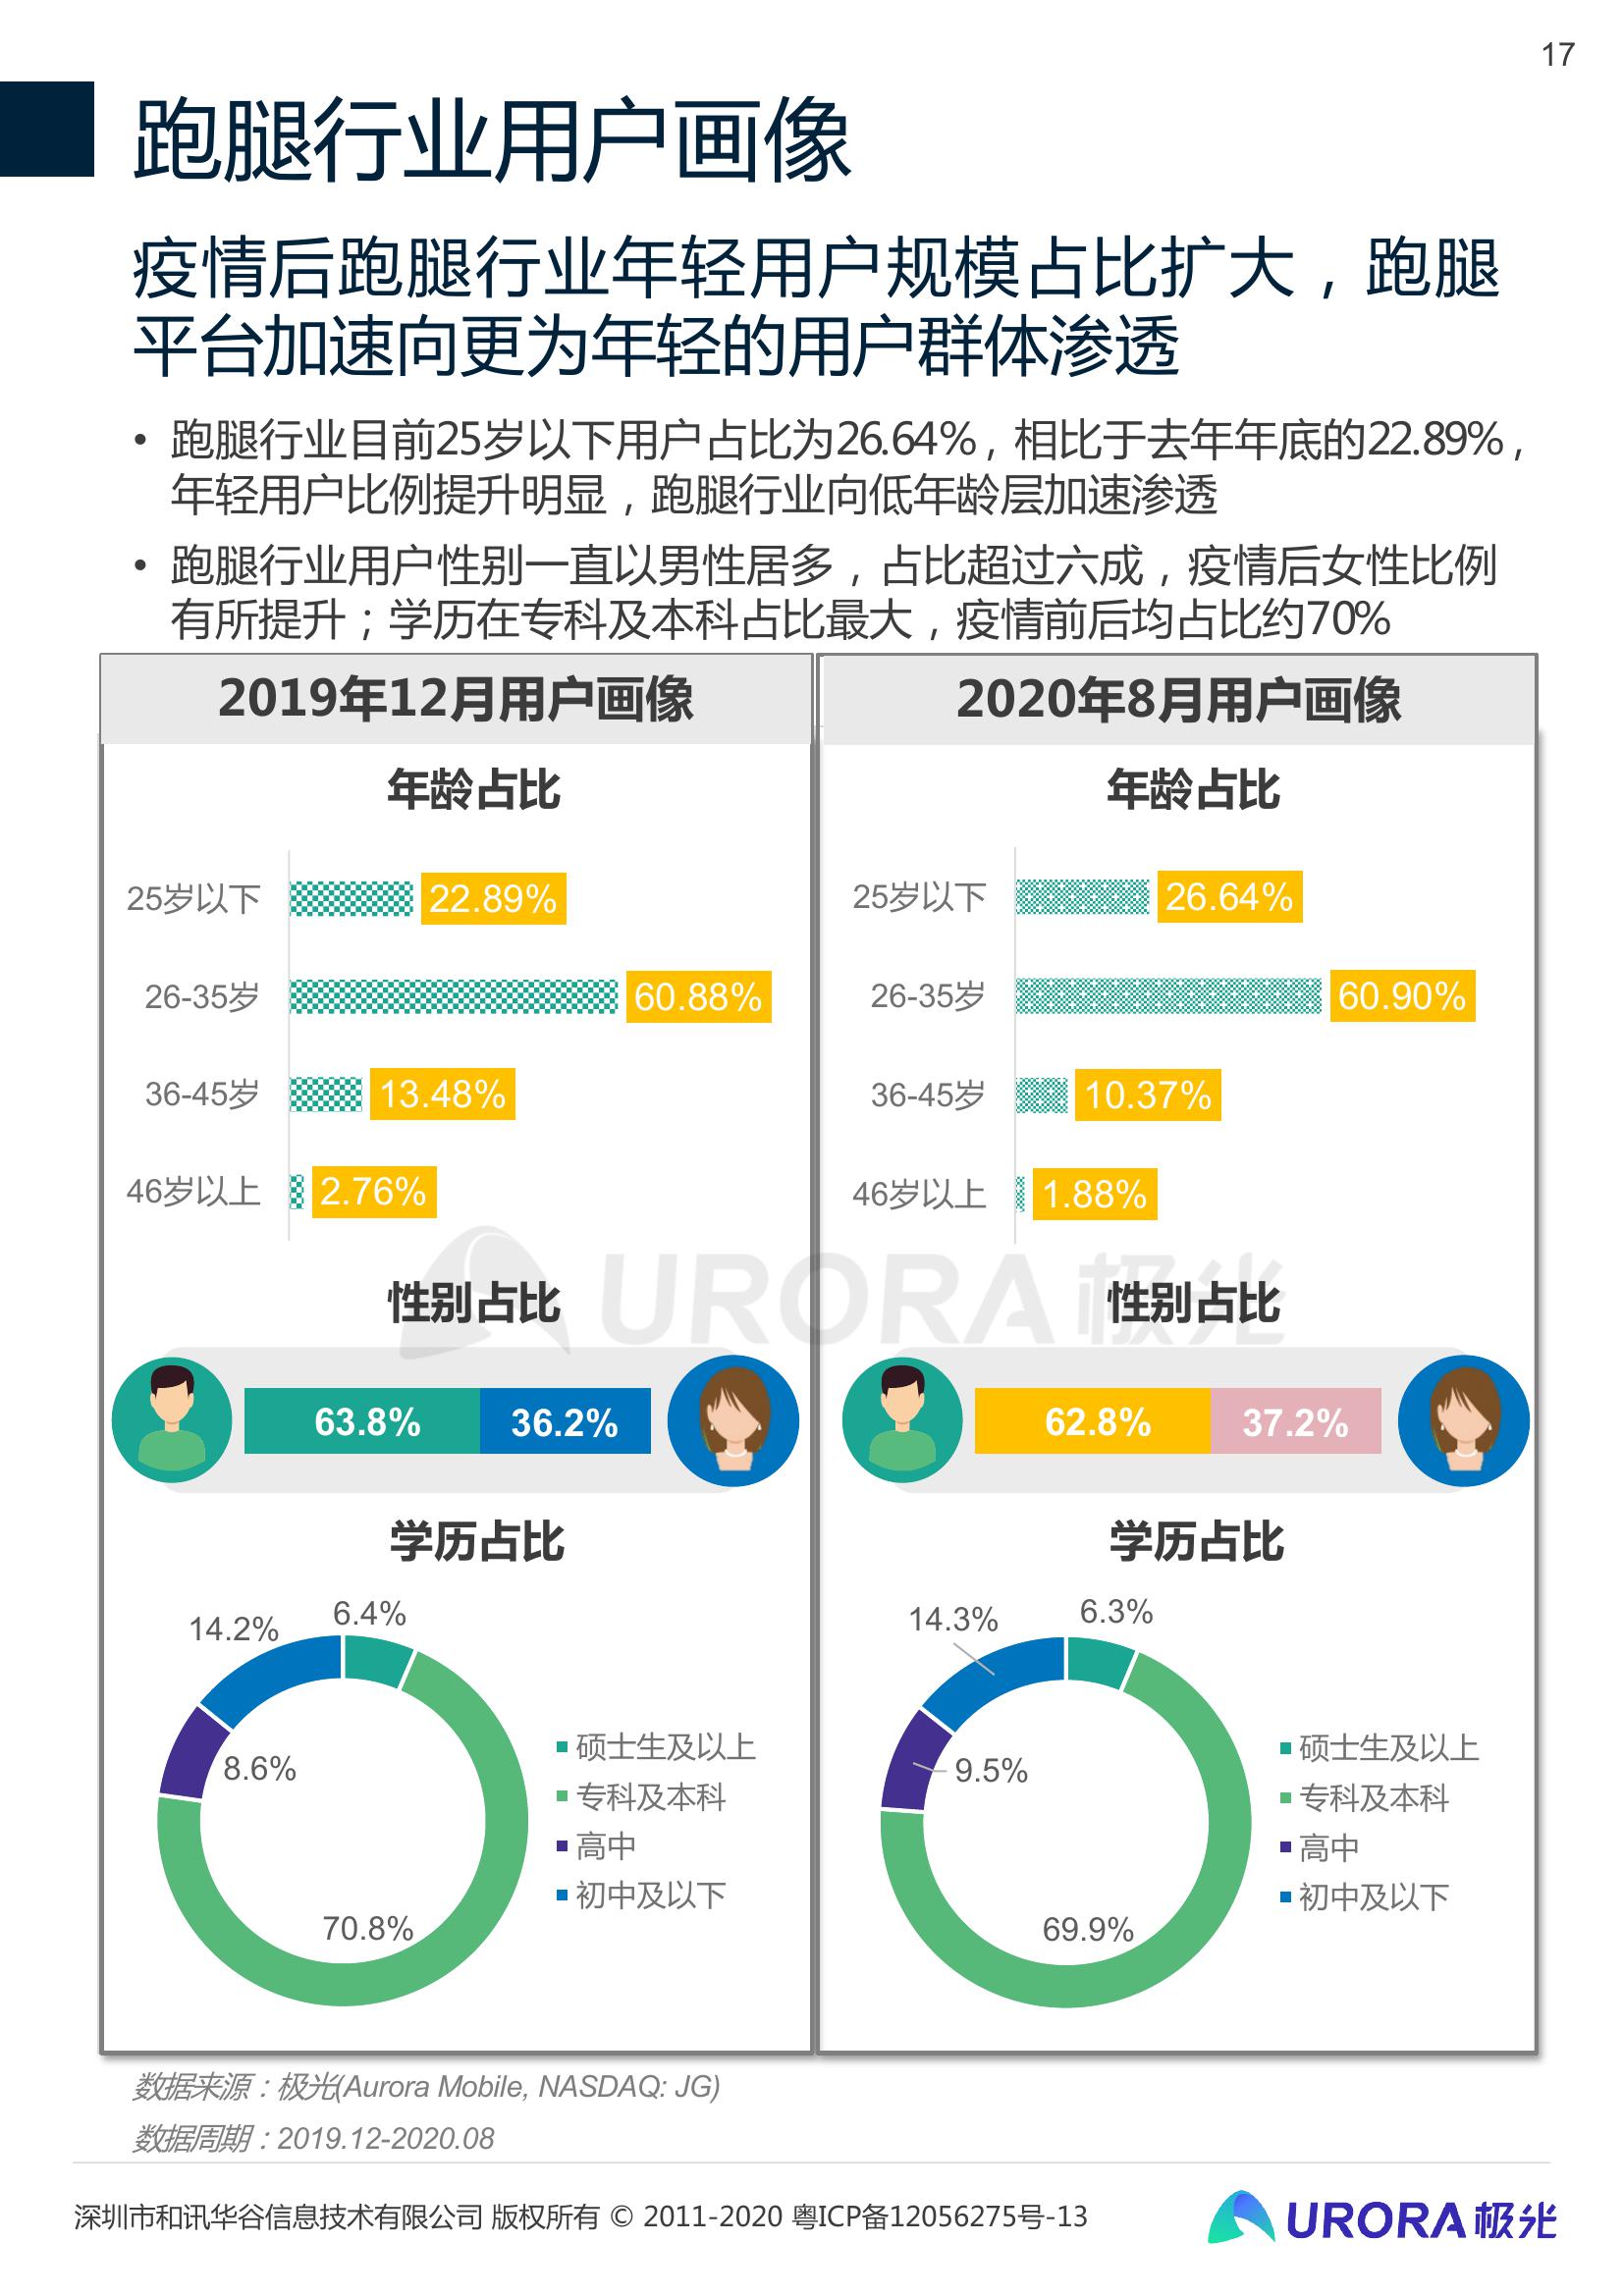 17
跑腿行业用户画像
疫情后跑腿行业年轻用户规模占比扩大，跑腿
平台加速向更为年轻的用户群体渗透
• 跑腿行业目前25岁以下用户占比为26.64%，相比于去年年底的22.89%，
年轻用户比例提升明显，跑腿行业向低年龄层加速渗透
• 跑腿行业用户性别一直以男性居多，占比超过六成，疫情后女性比例
有所提升；学历在专科及本科占比最大，疫情前后均占比约70%
2019年12月用户画像
年龄占比
25岁以下 22.89%
26-35岁 60.88%
36-45岁 13.48%
46岁以上 2.76%
性别占比
63.8% 36.2%
学历占比
14.2% 6.4%
8.6%
70.8%
硕士生及以上
专科及本科
高中
初中及以下
2020年8月用户画像
年龄占比
25岁以下 26.64%
26-35岁 60.90%
36-45岁 10.37%
46岁以上 1.88%
性别占比
62.8% 37.2%
学历占比
14.3% 6.3%
9.5%
69.9%
硕士生及以上
专科及本科
高中
初中及以下
URORA极光
数据来源：极光(Aurora Mobile, NASDAQ: JG)
数据周期：2019.12-2020.08
深圳市和讯华谷信息技术有限公司 版权所有 © 2011-2020 粤ICP备12056275号-13
URORA极光